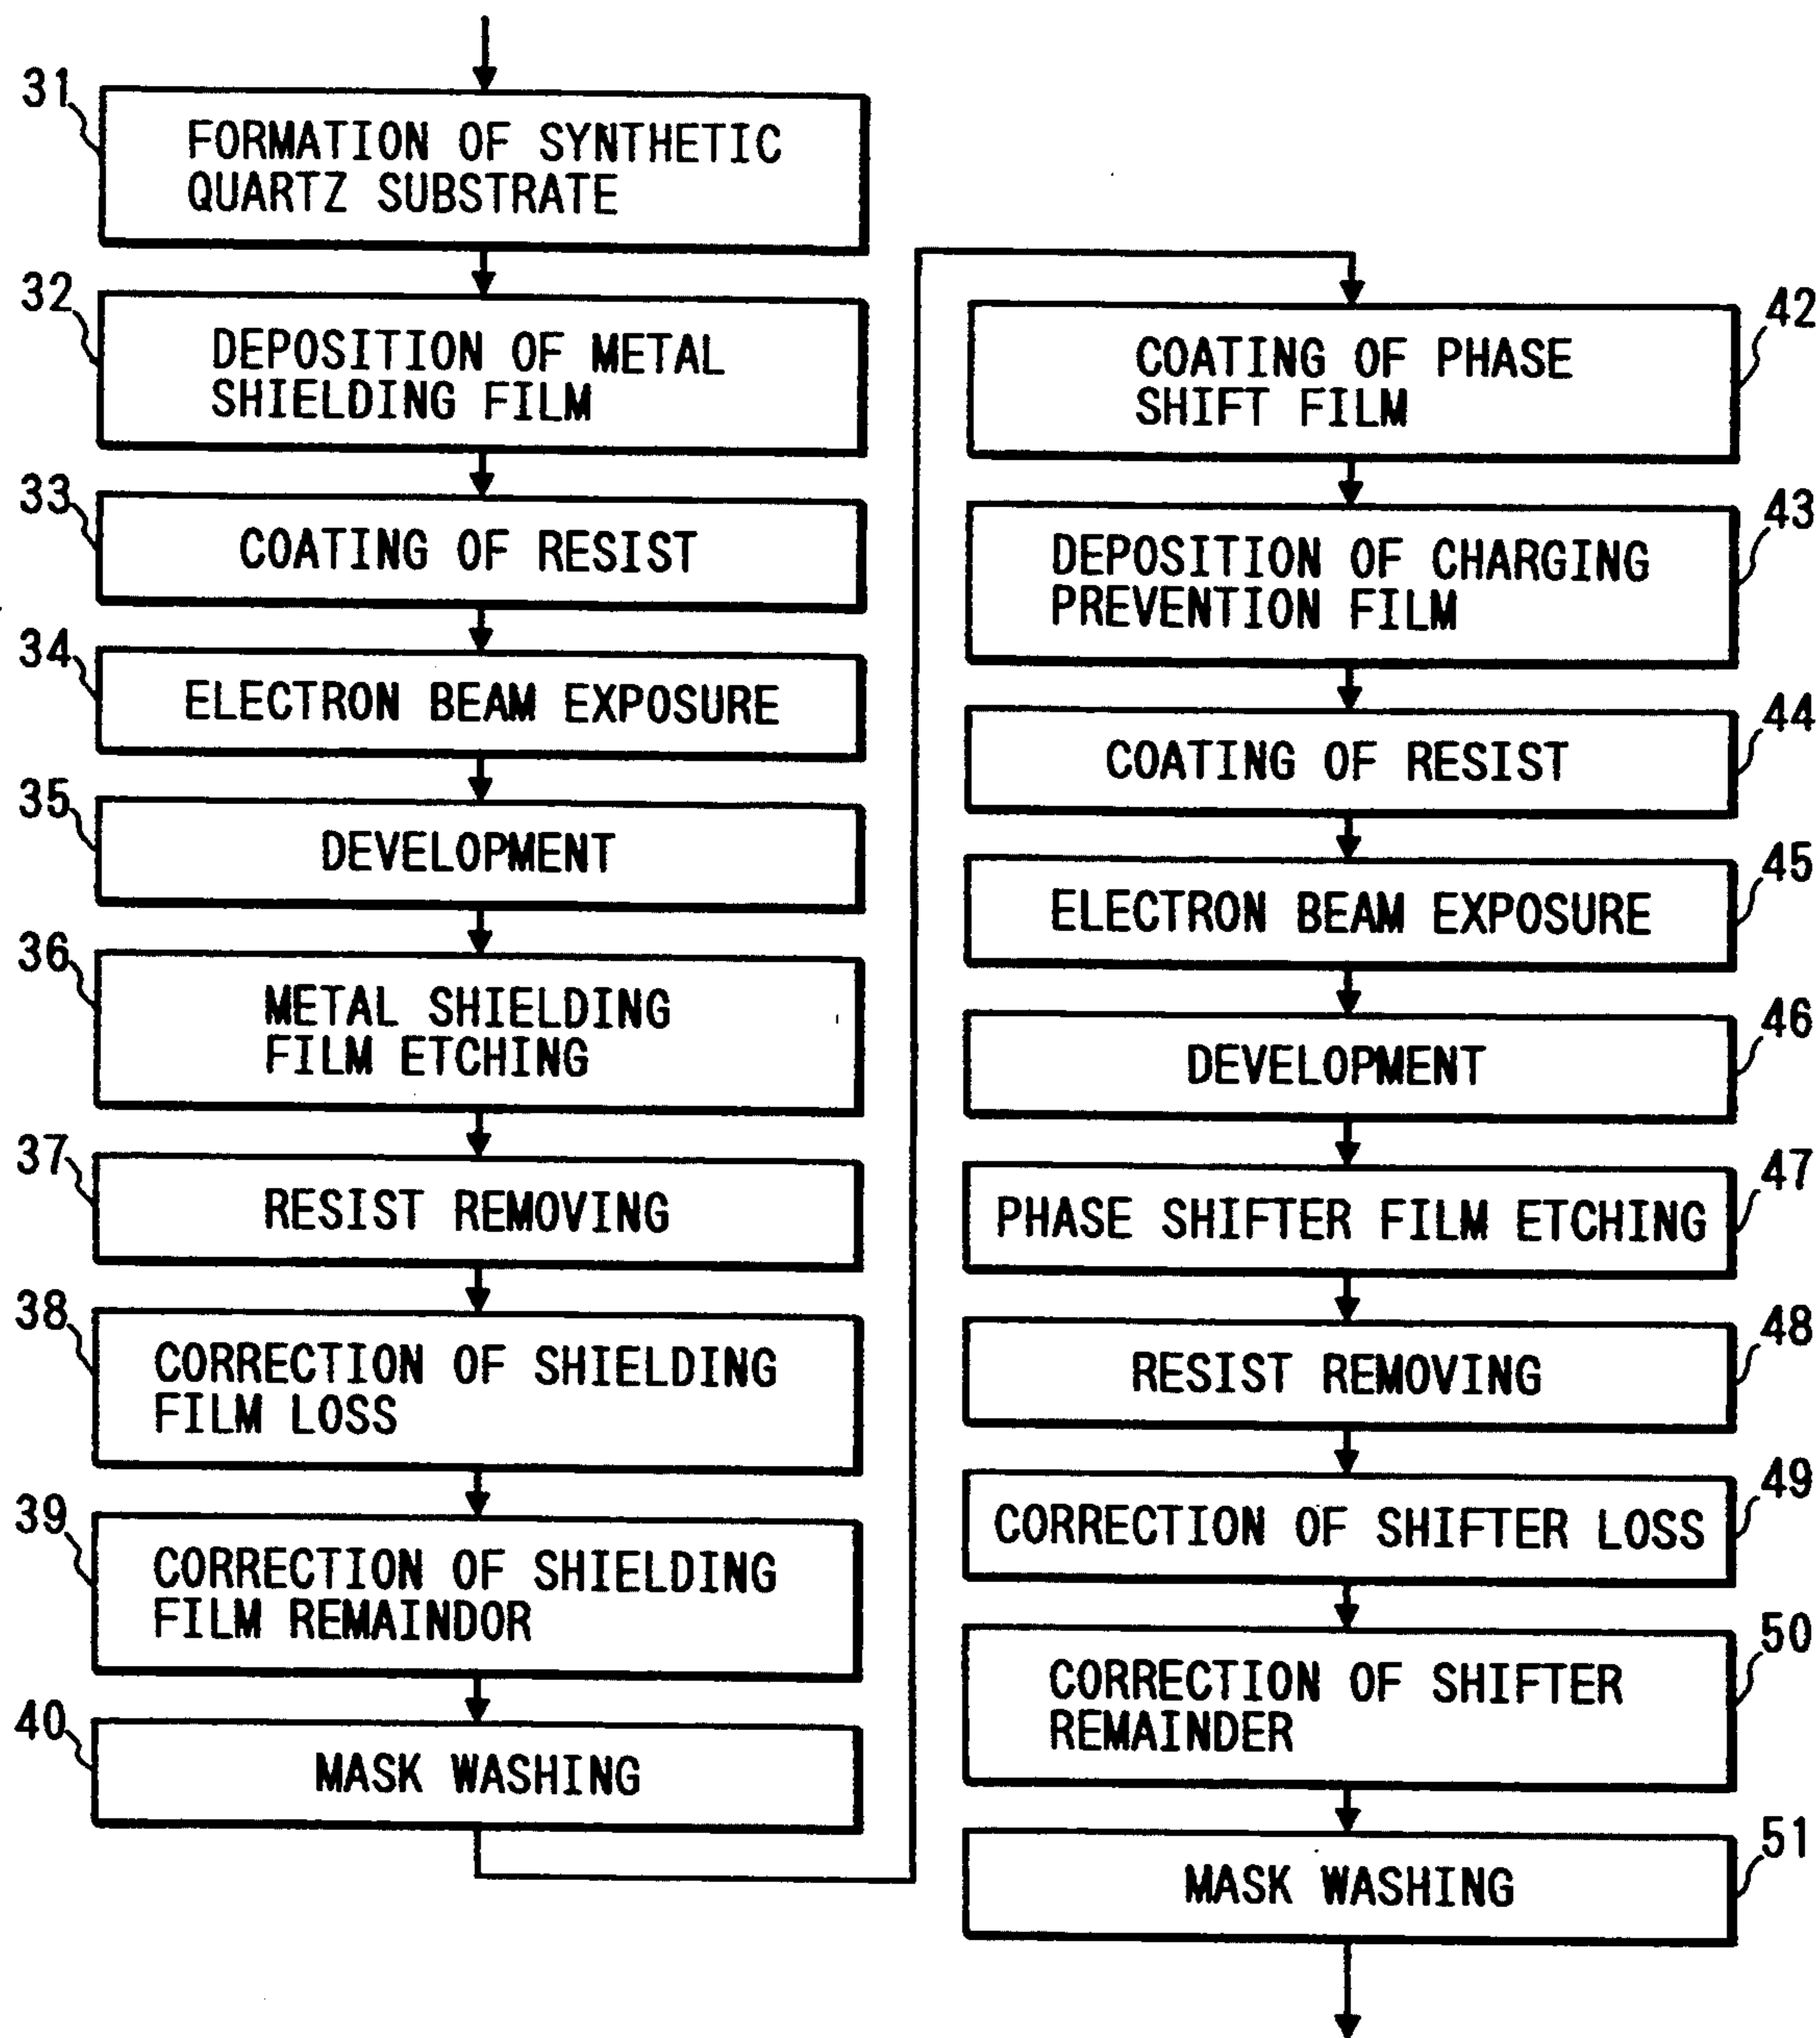 31
FORMATION OF SYNTHETIC
QUARTZ SUBSTRATE
32
DEPOSITION OF METAL
SHIELDING FILM
33
COATING OF RESIST
34
ELECTRON BEAM EXPOSURE
35
DEVELOPMENT
36
METAL SHIELDING
FILM ETCHING
37
RESIST REMOVING
38
CORRECTION OF SHIELDING
FILM LOSS
39
CORRECTION OF SHIELDING
FILM REMAINDOR
40
MASK WASHING
42
COATING OF PHASE
SHIFT FILM
43
DEPOSITION OF CHARGING
PREVENTION FILM
44
COATING OF RESIST
45
ELECTRON BEAM EXPOSURE
46
DEVELOPMENT
47
PHASE SHIFTER FILM ETCHING
48
RESIST REMOVING
49
CORRECTION OF SHIFTER LOSS
50
CORRECTION OF SHIFTER
REMAINDER
51
MASK WASHING